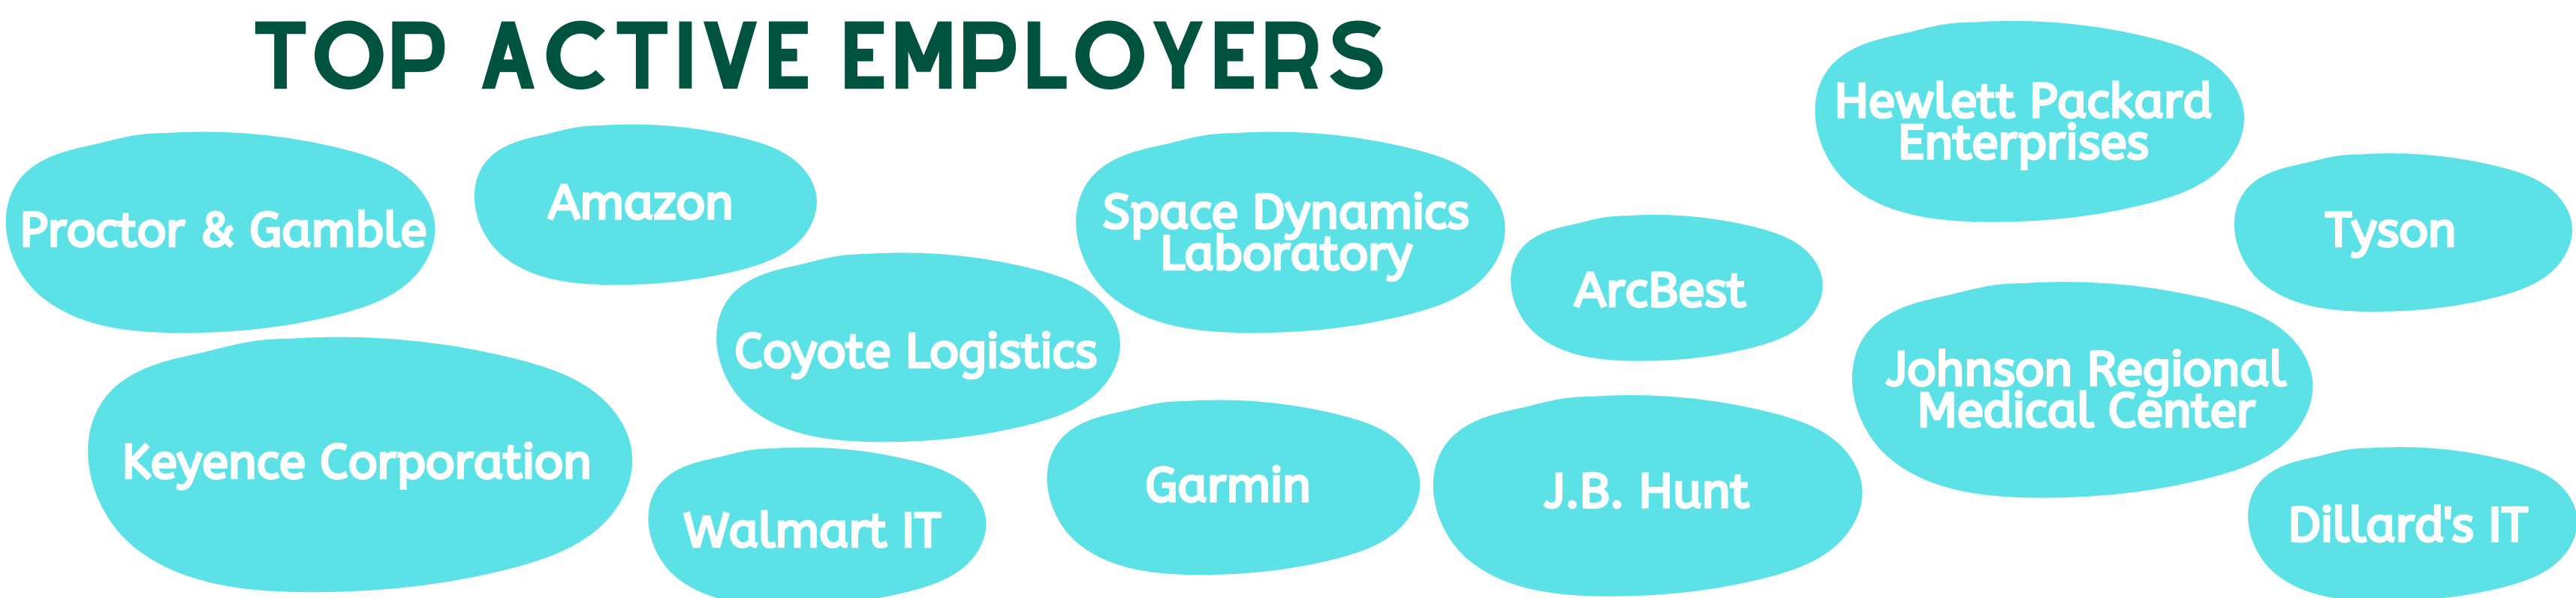 TOP ACTIVE EMPLOYERS
Proctor & Gamble
Amazon
Space Dynamics
Laboratory
Hewlett Packard
Enterprises
Tyson
Coyote Logistics
ArcBest
Johnson Regional
Medical Center
Keyence Corporation
Walmart IT
Garmin
J.B. Hunt
Dillard's IT